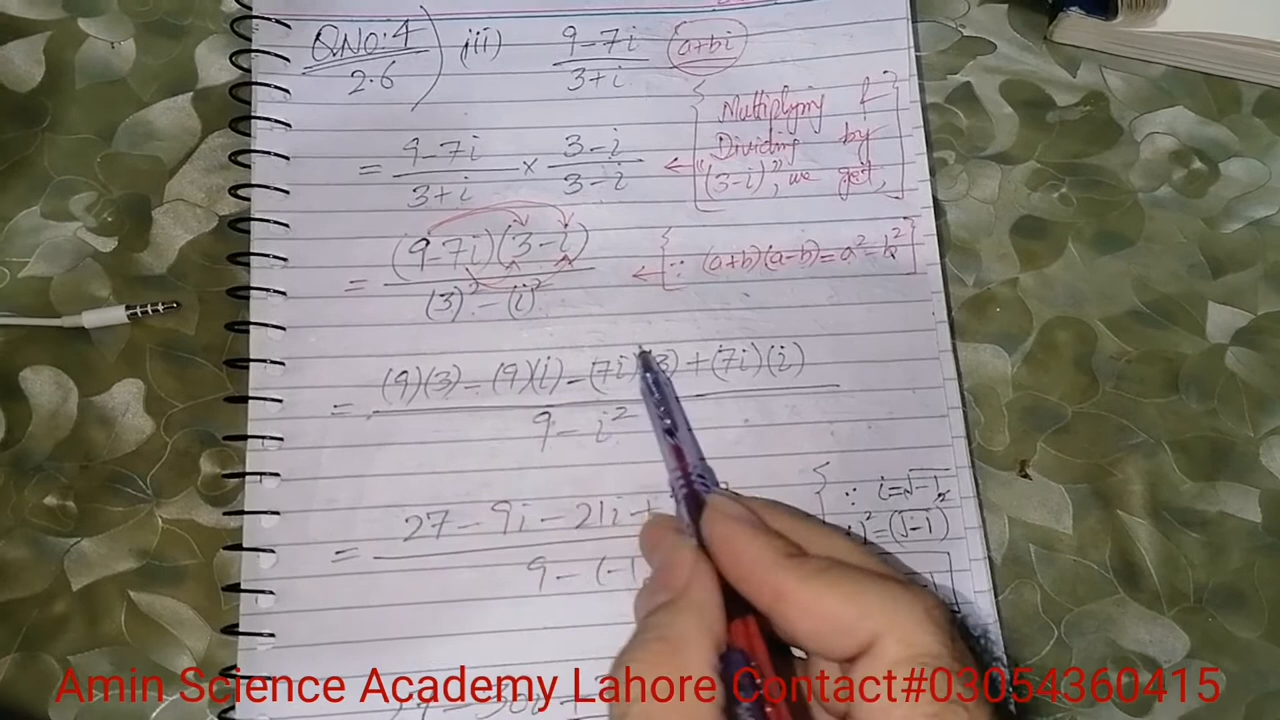 Q.NO:4 (iii) 9-7i / 3+i (a+bi)
2.6
Multiplying &
Dividing by
"(3-i)", we get,
= 9-7i / 3+i × 3-i / 3-i
= (9-7i)(3-i) / (3)² - (i)²
∵ (a+b)(a-b) = a² - b²
= (9)(3) - (9)(i) - (7i)(3) + (7i)(i) / 9 - i²
= 27 - 9i - 21i + / 9 - (-1
∵ i = √-1
² = (√-1)
Amin Science Academy Lahore Contact#03054360415